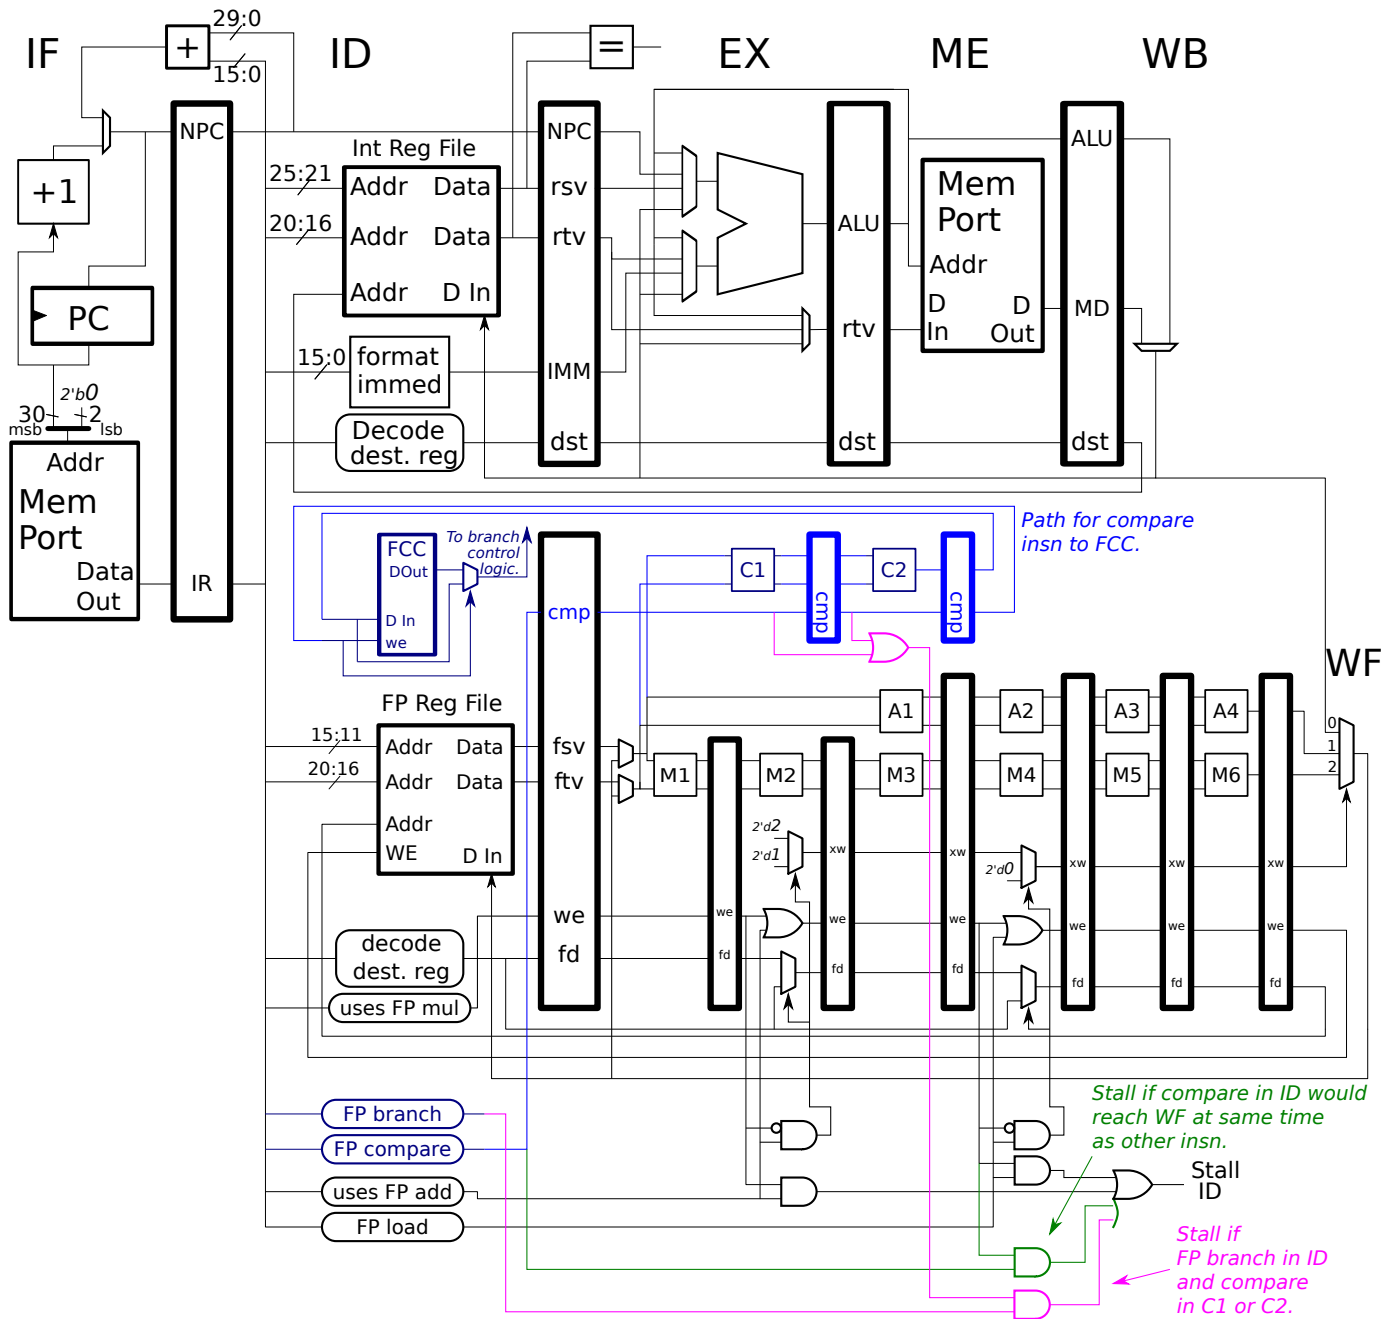 IF
ID
EX
ME
WB
29:0
15:0
+
=
NPC
+1
PC
2'b0
30
2
msb
lsb
Addr
Mem
Port
Data
Out
IR
25:21
20:16
Int Reg File
Addr
Data
Addr
Data
Addr
D In
15:0
format
immed
Decode
dest. reg
NPC
rsv
rtv
IMM
dst
ALU
rtv
dst
Mem
Port
Addr
D
In
D
Out
ALU
MD
dst
Path for compare
insn to FCC.
FCC
DOut
D In
we
To branch
control
logic.
cmp
C1
cmp
C2
cmp
WF
FP Reg File
15:11
20:16
Addr
Data
Addr
Data
Addr
WE
D In
fsv
ftv
we
fd
A1
A2
A3
A4
M1
M2
M3
M4
M5
M6
0
1
2
2'd2
2'd1
2'd0
xw
xw
xw
xw
xw
we
we
we
we
we
we
fd
fd
fd
fd
fd
fd
decode
dest. reg
uses FP mul
FP branch
FP compare
uses FP add
FP load
Stall if compare in ID would
reach WF at same time
as other insn.
Stall
ID
Stall if
FP branch in ID
and compare
in C1 or C2.